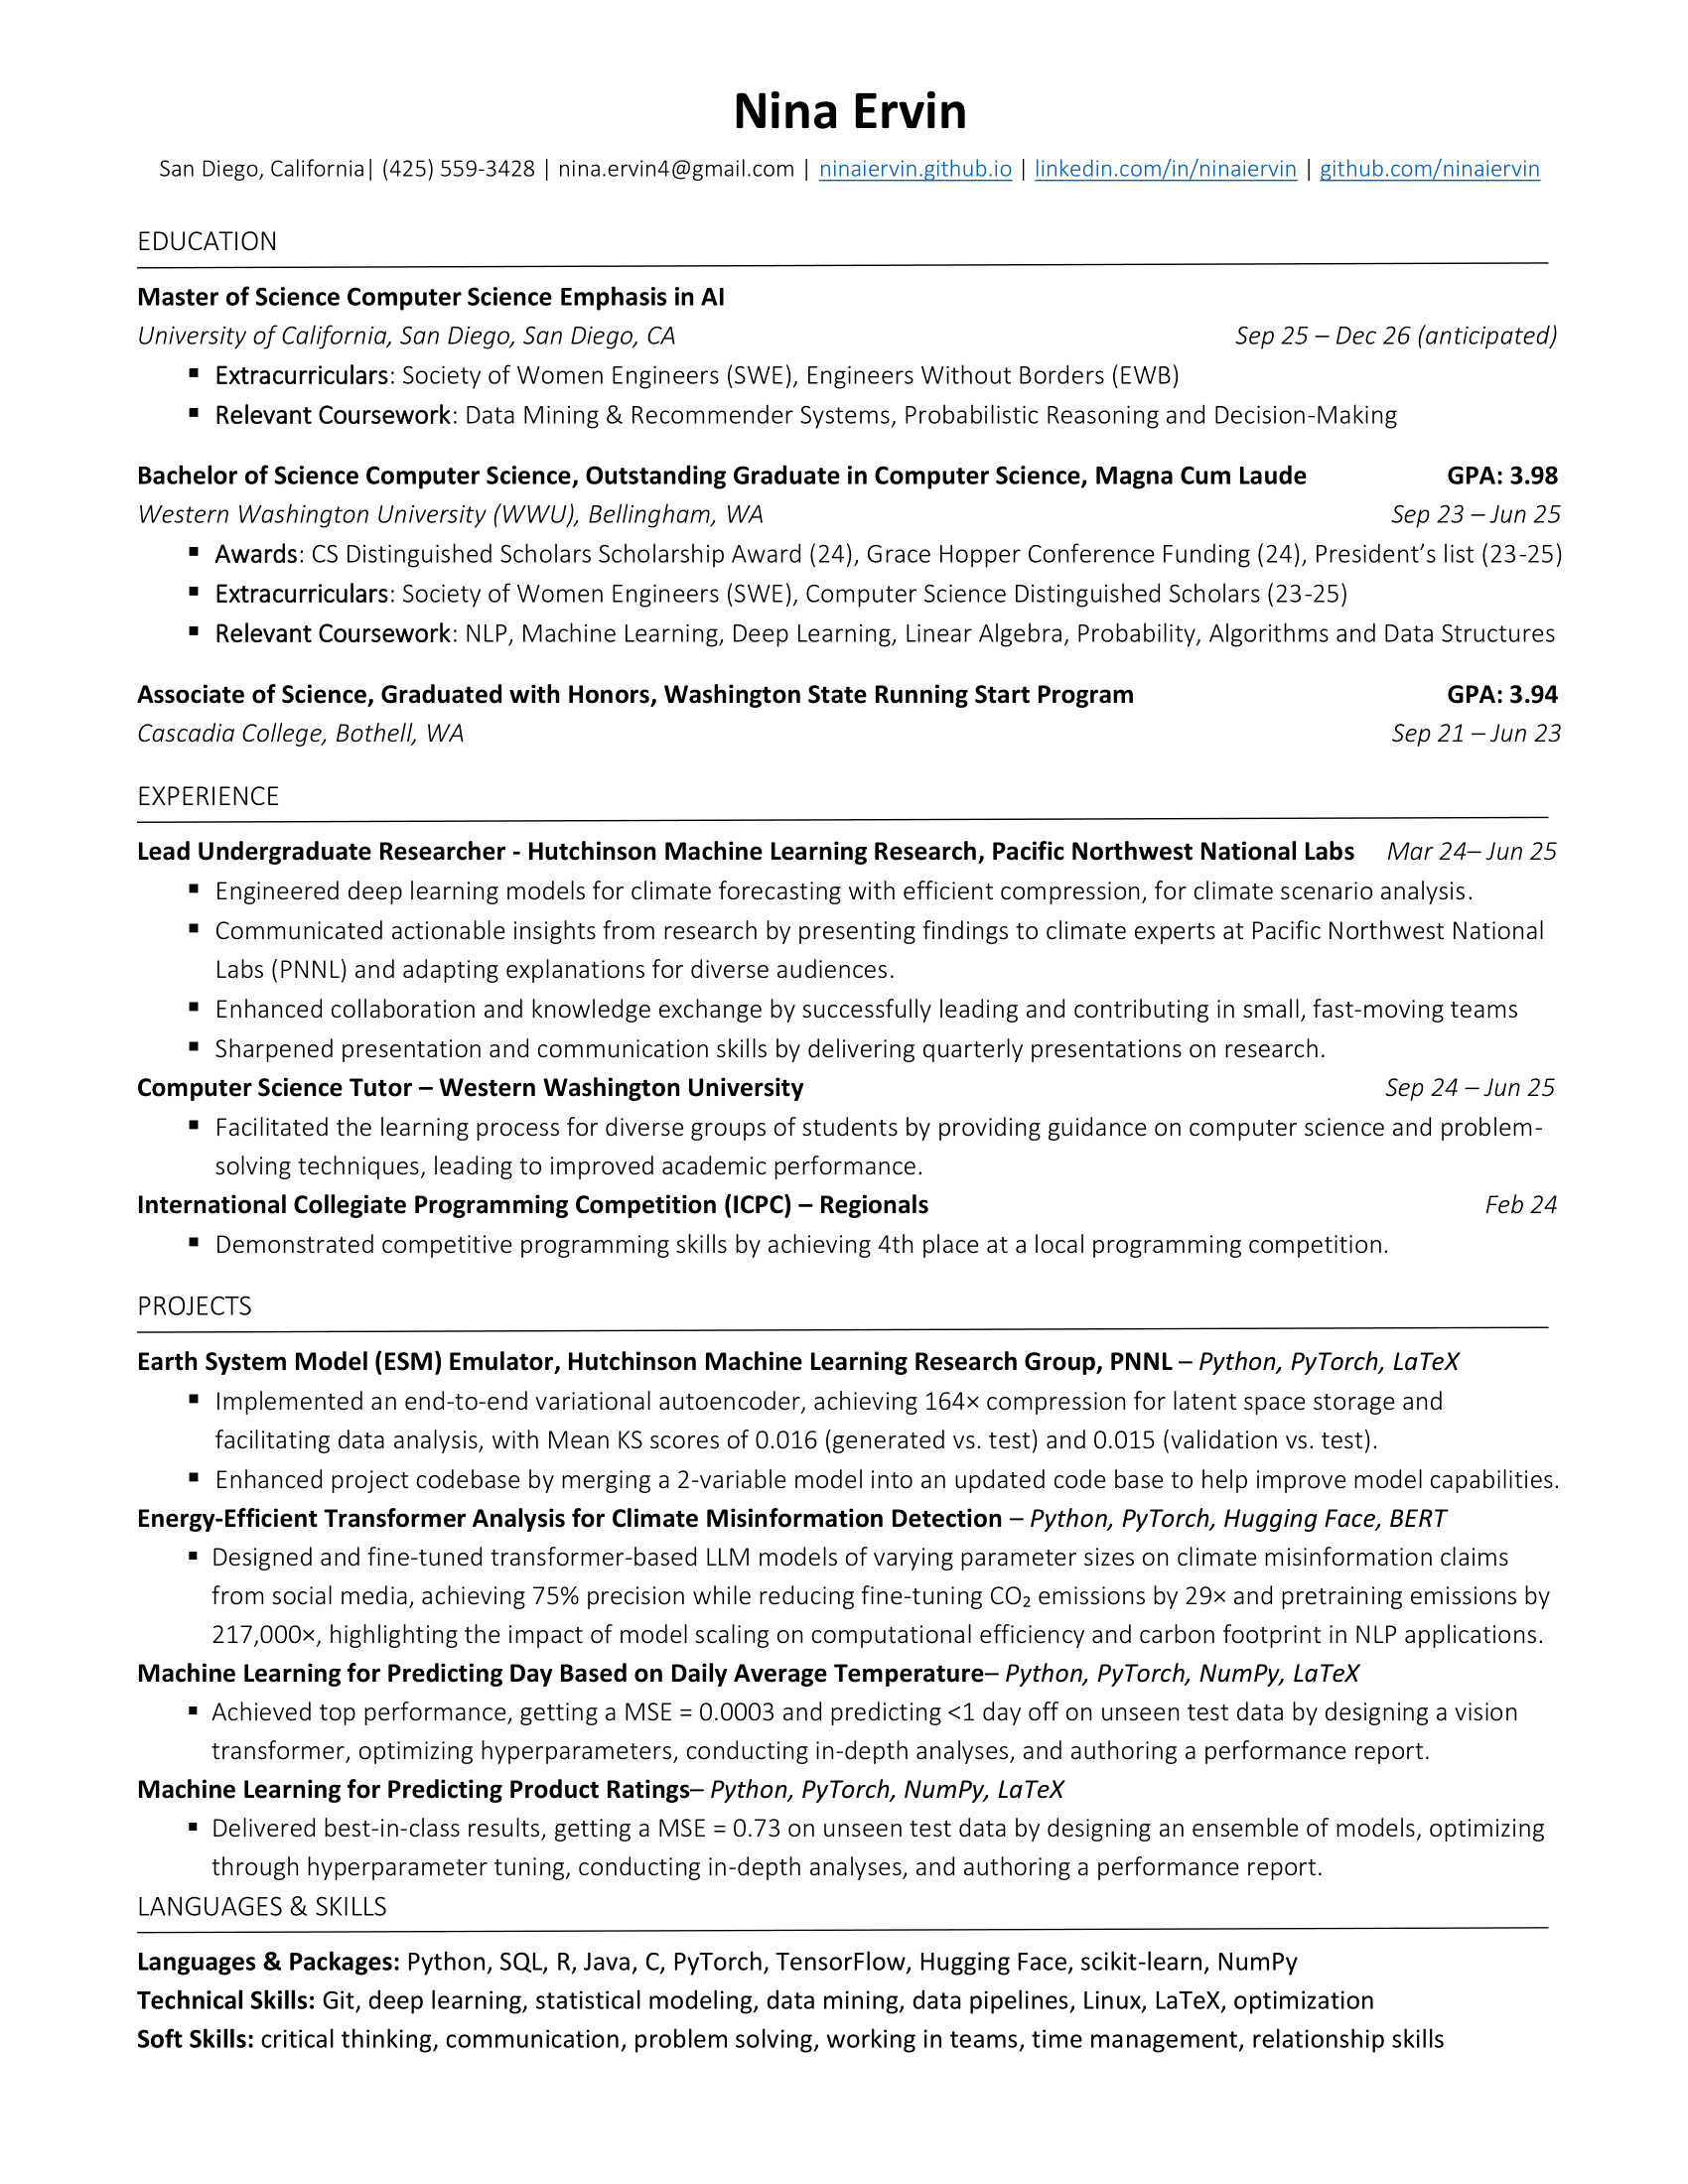 Nina Ervin
San Diego, California| (425) 559-3428 | nina.ervin4@gmail.com | ninaiervin.github.io | linkedin.com/in/ninaiervin | github.com/ninaiervin
EDUCATION
Master of Science Computer Science Emphasis in AI
University of California, San Diego, San Diego, CA Sep 25 – Dec 26 (anticipated)
▪ Extracurriculars: Society of Women Engineers (SWE), Engineers Without Borders (EWB)
▪ Relevant Coursework: Data Mining & Recommender Systems, Probabilistic Reasoning and Decision-Making
Bachelor of Science Computer Science, Outstanding Graduate in Computer Science, Magna Cum Laude GPA: 3.98
Western Washington University (WWU), Bellingham, WA Sep 23 – Jun 25
▪ Awards: CS Distinguished Scholars Scholarship Award (24), Grace Hopper Conference Funding (24), President’s list (23-25)
▪ Extracurriculars: Society of Women Engineers (SWE), Computer Science Distinguished Scholars (23-25)
▪ Relevant Coursework: NLP, Machine Learning, Deep Learning, Linear Algebra, Probability, Algorithms and Data Structures
Associate of Science, Graduated with Honors, Washington State Running Start Program GPA: 3.94
Cascadia College, Bothell, WA Sep 21 – Jun 23
EXPERIENCE
Lead Undergraduate Researcher - Hutchinson Machine Learning Research, Pacific Northwest National Labs Mar 24– Jun 25
▪ Engineered deep learning models for climate forecasting with efficient compression, for climate scenario analysis.
▪ Communicated actionable insights from research by presenting findings to climate experts at Pacific Northwest National
Labs (PNNL) and adapting explanations for diverse audiences.
▪ Enhanced collaboration and knowledge exchange by successfully leading and contributing in small, fast-moving teams
▪ Sharpened presentation and communication skills by delivering quarterly presentations on research.
Computer Science Tutor – Western Washington University Sep 24 – Jun 25
▪ Facilitated the learning process for diverse groups of students by providing guidance on computer science and problem-
solving techniques, leading to improved academic performance.
International Collegiate Programming Competition (ICPC) – Regionals Feb 24
▪ Demonstrated competitive programming skills by achieving 4th place at a local programming competition.
PROJECTS
Earth System Model (ESM) Emulator, Hutchinson Machine Learning Research Group, PNNL – Python, PyTorch, LaTeX
▪ Implemented an end-to-end variational autoencoder, achieving 164× compression for latent space storage and
facilitating data analysis, with Mean KS scores of 0.016 (generated vs. test) and 0.015 (validation vs. test).
▪ Enhanced project codebase by merging a 2-variable model into an updated code base to help improve model capabilities.
Energy-Efficient Transformer Analysis for Climate Misinformation Detection – Python, PyTorch, Hugging Face, BERT
▪ Designed and fine-tuned transformer-based LLM models of varying parameter sizes on climate misinformation claims
from social media, achieving 75% precision while reducing fine-tuning CO₂ emissions by 29× and pretraining emissions by
217,000×, highlighting the impact of model scaling on computational efficiency and carbon footprint in NLP applications.
Machine Learning for Predicting Day Based on Daily Average Temperature– Python, PyTorch, NumPy, LaTeX
▪ Achieved top performance, getting a MSE = 0.0003 and predicting <1 day off on unseen test data by designing a vision
transformer, optimizing hyperparameters, conducting in-depth analyses, and authoring a performance report.
Machine Learning for Predicting Product Ratings– Python, PyTorch, NumPy, LaTeX
▪ Delivered best-in-class results, getting a MSE = 0.73 on unseen test data by designing an ensemble of models, optimizing
through hyperparameter tuning, conducting in-depth analyses, and authoring a performance report.
LANGUAGES & SKILLS
Languages & Packages: Python, SQL, R, Java, C, PyTorch, TensorFlow, Hugging Face, scikit-learn, NumPy
Technical Skills: Git, deep learning, statistical modeling, data mining, data pipelines, Linux, LaTeX, optimization
Soft Skills: critical thinking, communication, problem solving, working in teams, time management, relationship skills